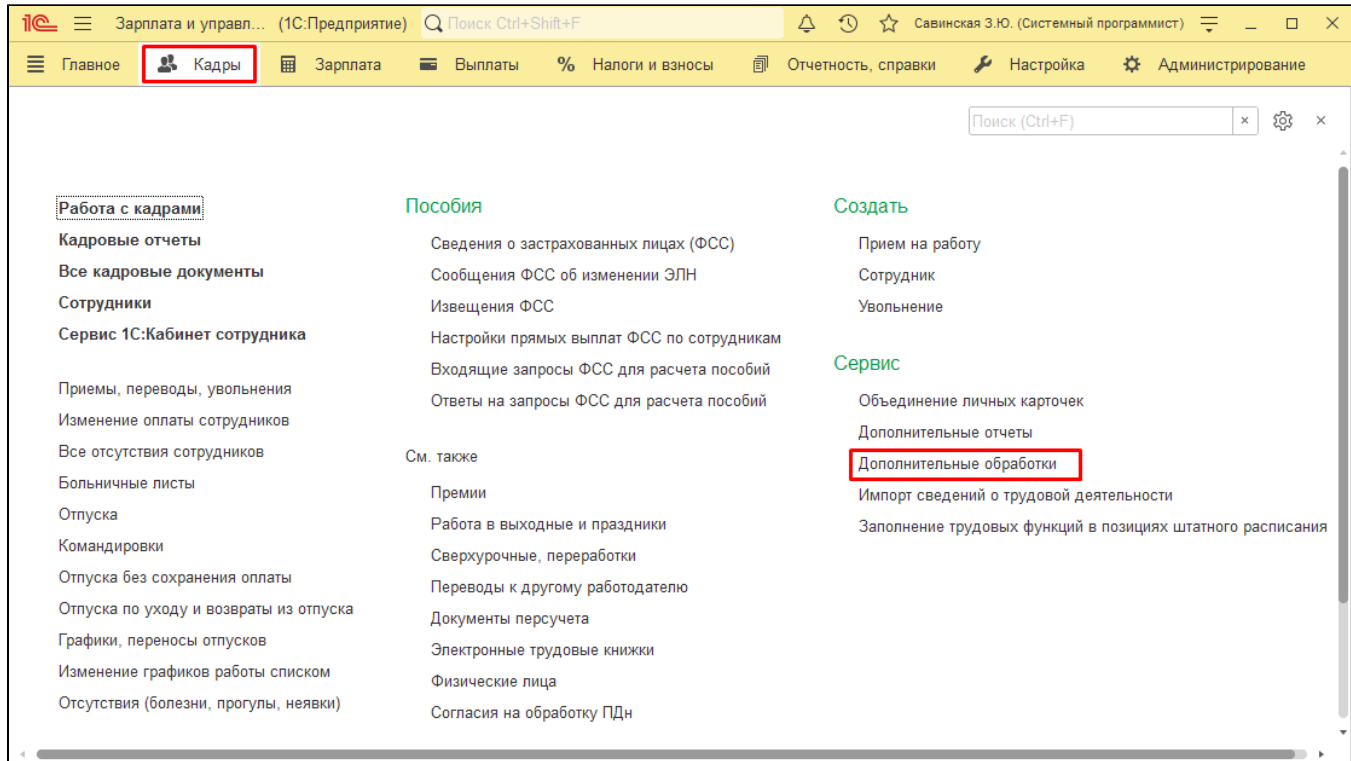 1С Зарплата и управл... (1С:Предприятие) Поиск Ctrl+Shift+F Савинская З.Ю. (Системный программист)
Главное Кадры Зарплата Выплаты % Налоги и взносы Отчетность, справки Настройка Администрирование
Поиск (Ctrl+F)
Работа с кадрами
Кадровые отчеты
Все кадровые документы
Сотрудники
Сервис 1С:Кабинет сотрудника
Приемы, переводы, увольнения
Изменение оплаты сотрудников
Все отсутствия сотрудников
Больничные листы
Отпуска
Командировки
Отпуска без сохранения оплаты
Отпуска по уходу и возвраты из отпуска
Графики, переносы отпусков
Изменение графиков работы списком
Отсутствия (болезни, прогулы, неявки)
Пособия
Сведения о застрахованных лицах (ФСС)
Сообщения ФСС об изменении ЭЛН
Извещения ФСС
Настройки прямых выплат ФСС по сотрудникам
Входящие запросы ФСС для расчета пособий
Ответы на запросы ФСС для расчета пособий
См. также
Премии
Работа в выходные и праздники
Сверхурочные, переработки
Переводы к другому работодателю
Документы персучета
Электронные трудовые книжки
Физические лица
Согласия на обработку ПДн
Создать
Прием на работу
Сотрудник
Увольнение
Сервис
Объединение личных карточек
Дополнительные отчеты
Дополнительные обработки
Импорт сведений о трудовой деятельности
Заполнение трудовых функций в позициях штатного расписания